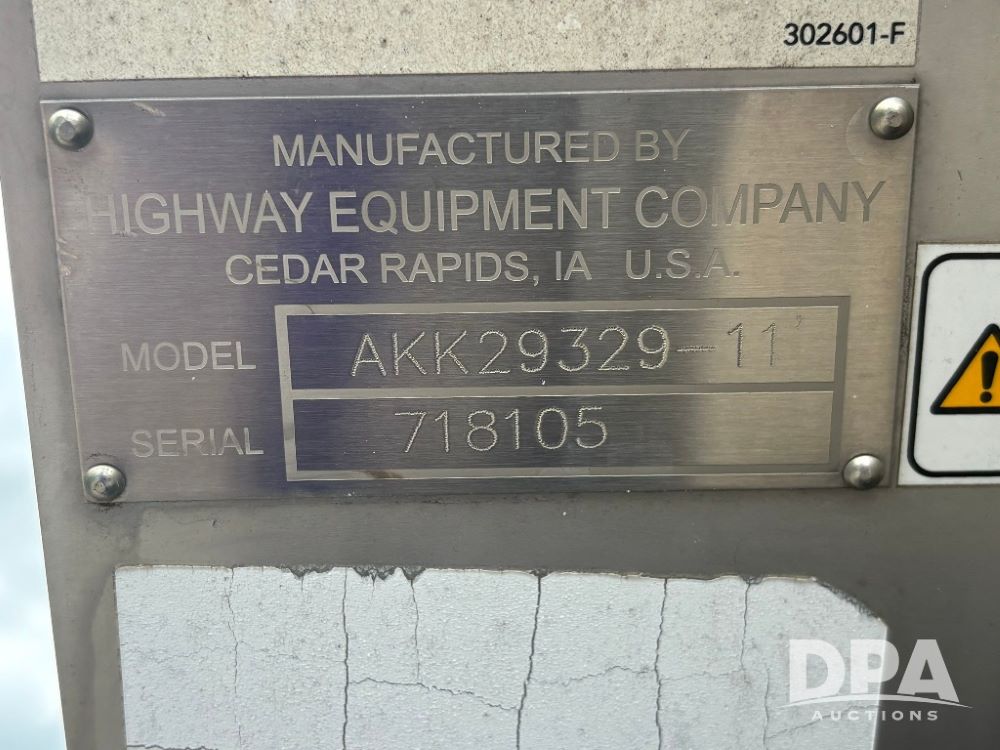 302601-F
MANUFACTURED BY
HIGHWAY EQUIPMENT COMPANY
CEDAR RAPIDS, IA U.S.A.
MODEL AKK29329-11'
SERIAL 718105
DPA
AUCTIONS